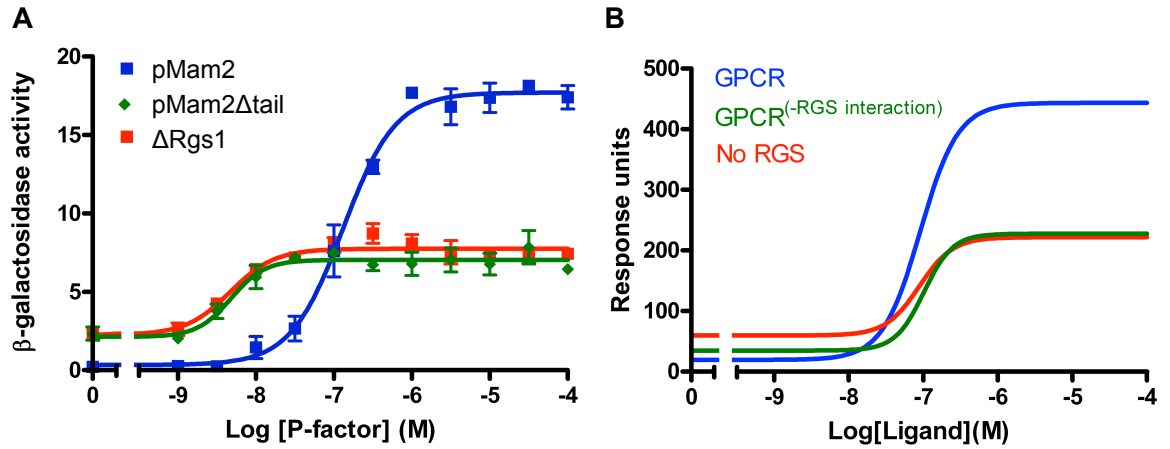 A
β-galactosidase activity
20
15
10
5
0
pMam2
pMam2Δtail
ΔRgs1
0 -9 -8 -7 -6 -5 -4
Log [P-factor] (M)
B
Response units
500
400
300
200
100
0
GPCR
GPCR(-RGS interaction)
No RGS
0 -9 -8 -7 -6 -5 -4
Log[Ligand](M)